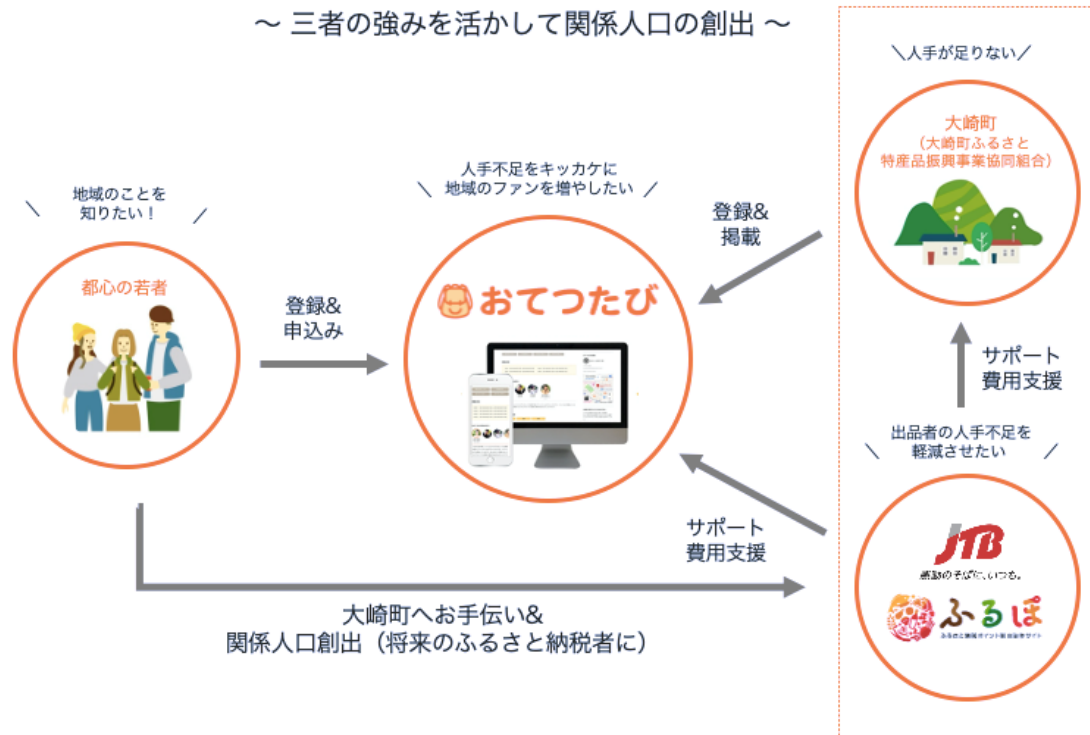 ～ 三者の強みを活かして関係人口の創出 ～
＼人手が足りない／
大崎町
（大崎町ふるさと
特産品振興事業協同組合）
人手不足をキッカケに
＼ 地域のファンを増やしたい ／
地域のことを
＼ 知りたい！ ／
都心の若者
登録&
申込み
おてつたび
登録&
掲載
サポート
費用支援
出品者の人手不足を
＼ 軽減させたい ／
サポート
費用支援
JTB
感動のそばに、いつも。
ふるぽ
大崎町へお手伝い&
関係人口創出（将来のふるさと納税者に）